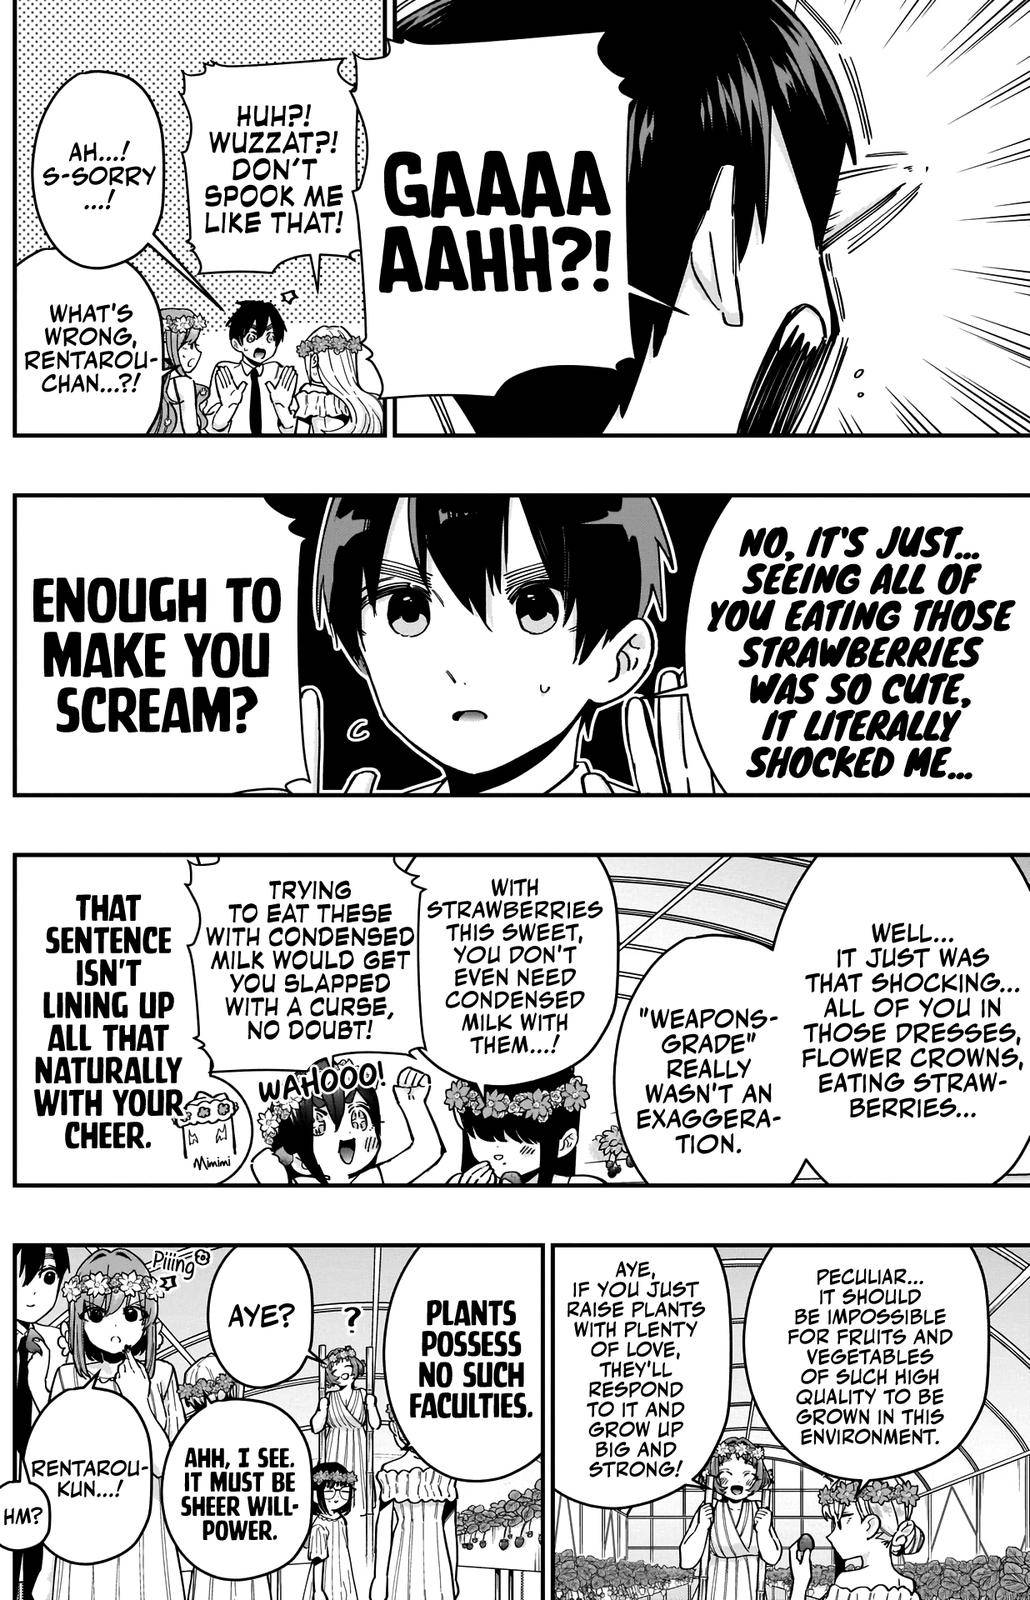 GAAAA
AAHH?!
HUH?!
WUZZAT?!
DON'T
SPOOK ME
LIKE THAT!
AH...!
S-SORRY
...!
WHAT'S
WRONG,
RENTAROU-
CHAN...?!
NO, IT'S JUST...
SEEING ALL OF
YOU EATING THOSE
STRAWBERRIES
WAS SO CUTE,
IT LITERALLY
SHOCKED ME...
ENOUGH TO
MAKE YOU
SCREAM?
WELL...
IT JUST WAS
THAT SHOCKING...
ALL OF YOU IN
THOSE DRESSES,
FLOWER CROWNS,
EATING STRAW-
BERRIES...
"WEAPONS-
GRADE"
REALLY
WASN'T AN
EXAGGERA-
TION.
WITH
STRAWBERRIES
THIS SWEET,
YOU DON'T
EVEN NEED
CONDENSED
MILK WITH
THEM...!
TRYING
TO EAT THESE
WITH CONDENSED
MILK WOULD GET
YOU SLAPPED
WITH A CURSE,
NO DOUBT!
WAHOOO!
THAT
SENTENCE
ISN'T
LINING UP
ALL THAT
NATURALLY
WITH YOUR
CHEER.
Mimimi
PECULIAR...
IT SHOULD
BE IMPOSSIBLE
FOR FRUITS AND
VEGETABLES
OF SUCH HIGH
QUALITY TO BE
GROWN IN THIS
ENVIRONMENT.
AYE,
IF YOU JUST
RAISE PLANTS
WITH PLENTY
OF LOVE,
THEY'LL
RESPOND
TO IT AND
GROW UP
BIG AND
STRONG!
PLANTS
POSSESS
NO SUCH
FACULTIES.
?
AYE?
AHH, I SEE.
IT MUST BE
SHEER WILL-
POWER.
Piiing
RENTAROU-
KUN...!
HM?